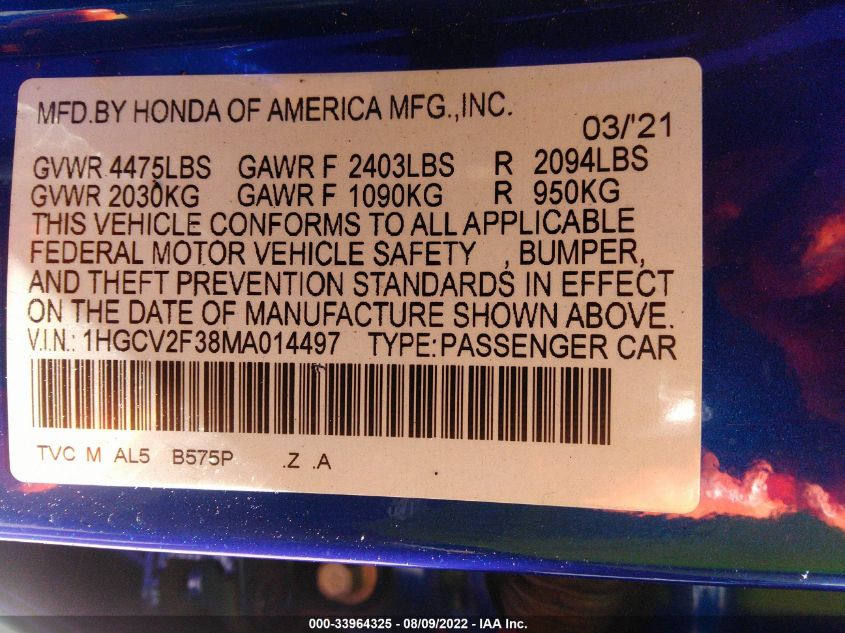 MFD.BY HONDA OF AMERICA MFG.,INC.
03/'21
GVWR 4475LBS GAWR F 2403LBS R 2094LBS
GVWR 2030KG GAWR F 1090KG R 950KG
THIS VEHICLE CONFORMS TO ALL APPLICABLE
FEDERAL MOTOR VEHICLE SAFETY , BUMPER,
AND THEFT PREVENTION STANDARDS IN EFFECT
ON THE DATE OF MANUFACTURE SHOWN ABOVE.
V.I.N.: 1HGCV2F38MA014497 TYPE:PASSENGER CAR
TVC M AL5 B575P .Z .A
000-33964325 - 08/09/2022 - IAA Inc.